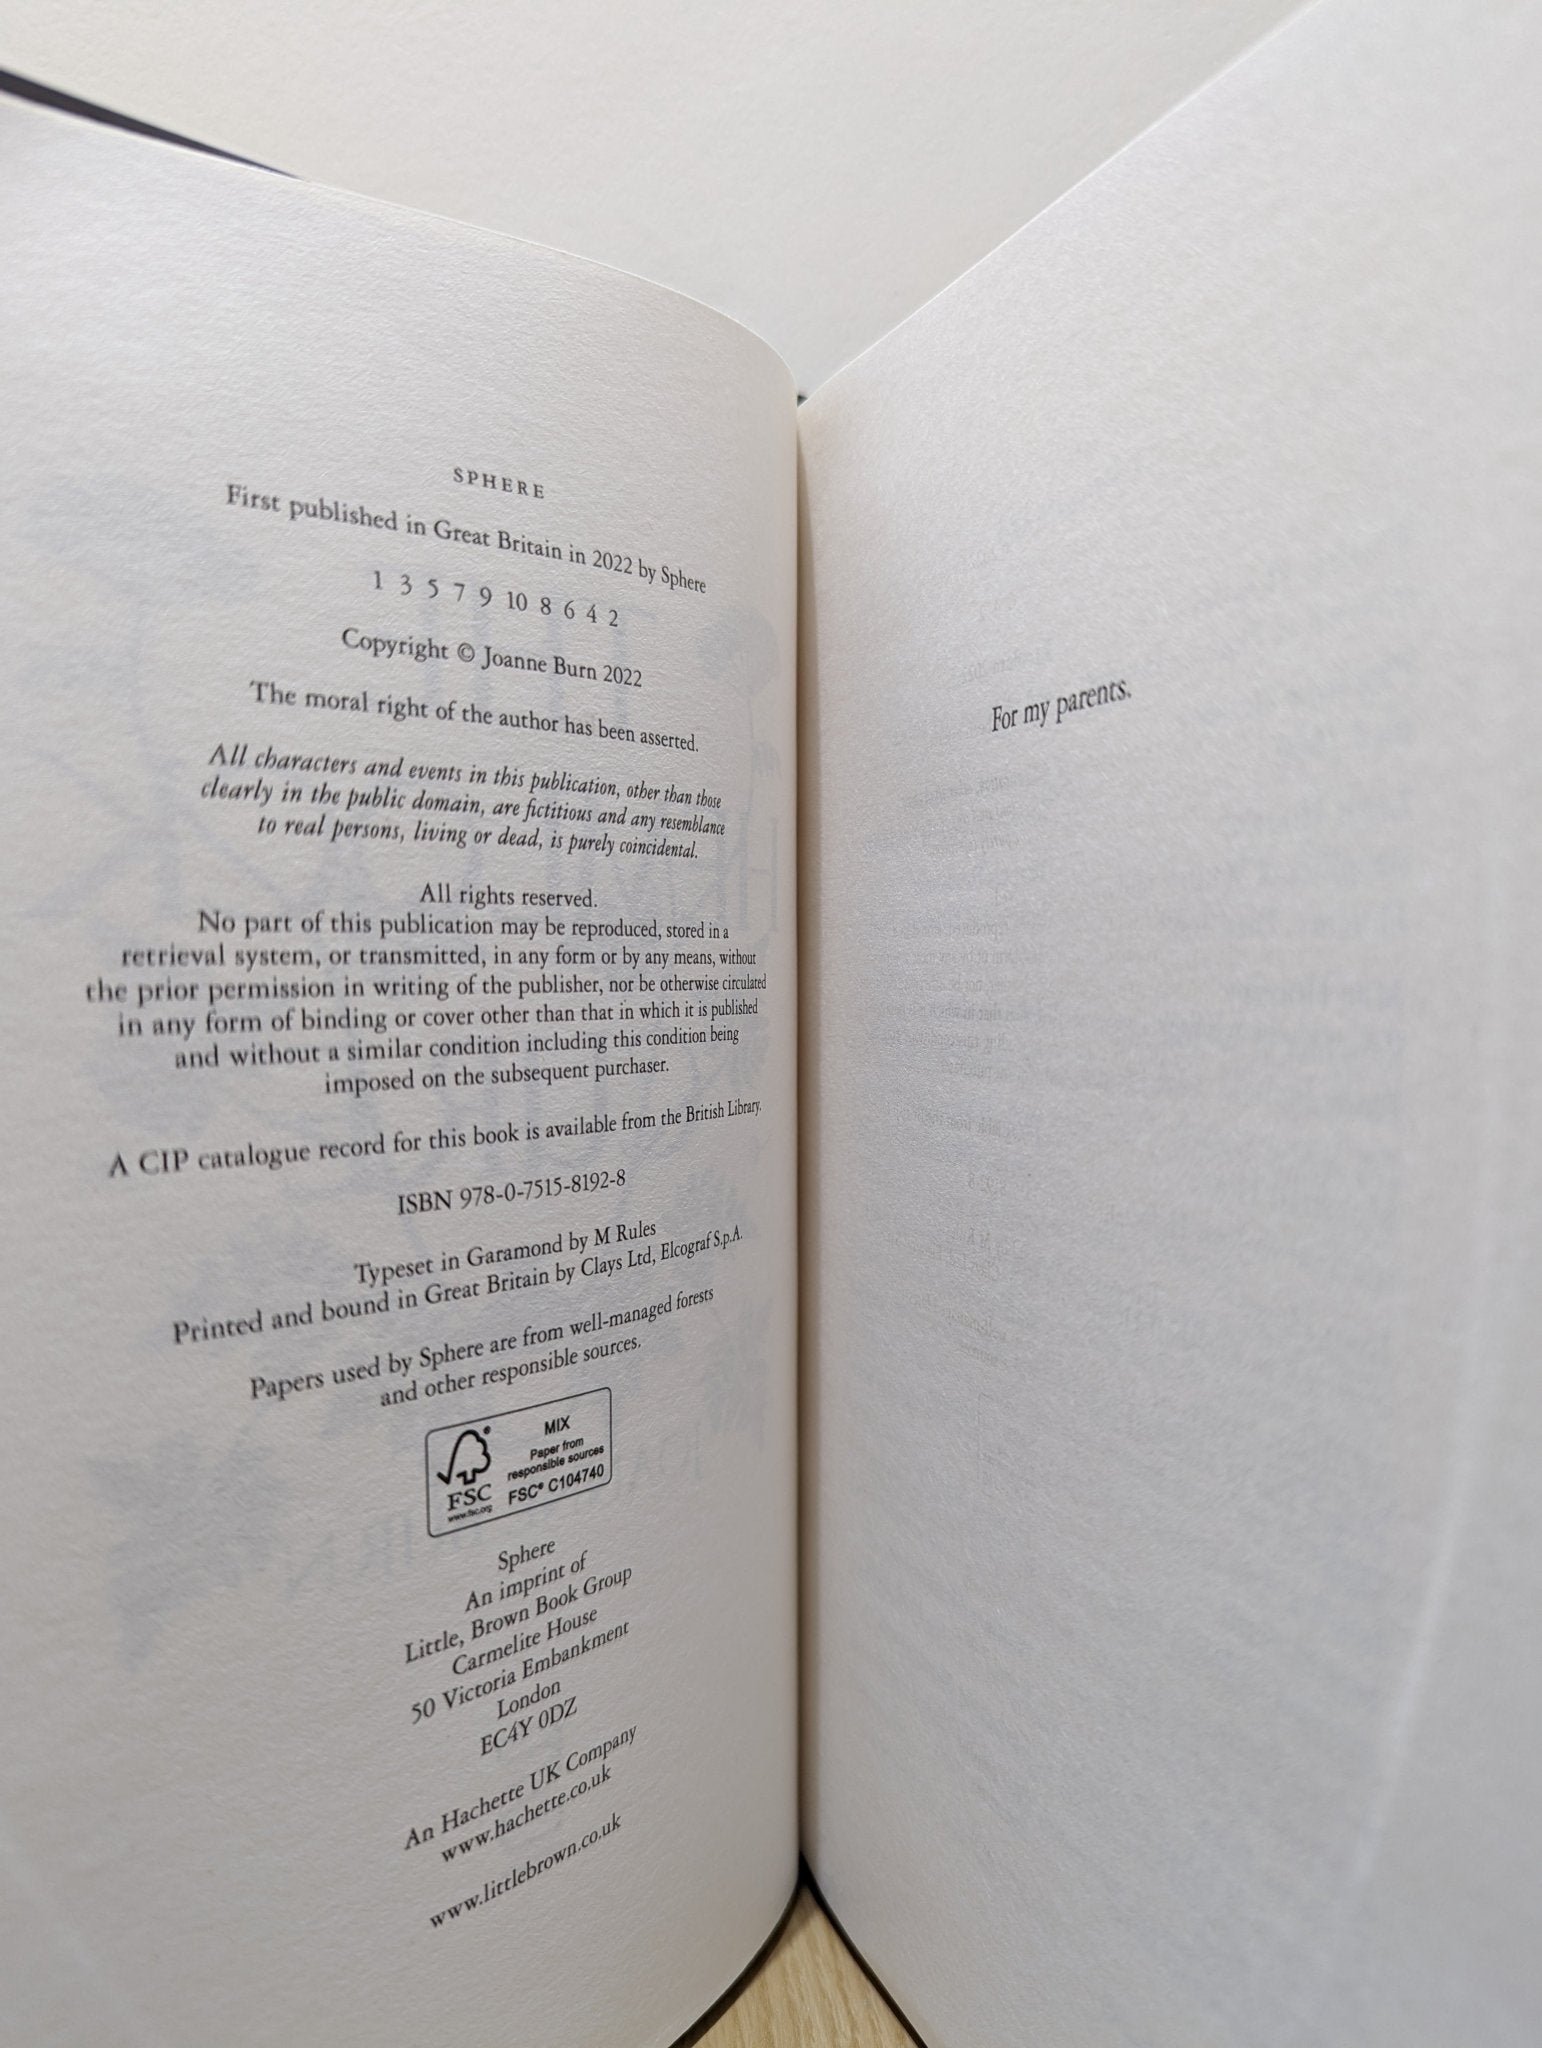 SPHERE
First published in Great Britain in 2022 by Sphere
1 3 5 7 9 10 8 6 4 2
Copyright © Joanne Burn 2022
The moral right of the author has been asserted.
All characters and events in this publication, other than those
clearly in the public domain, are fictitious and any resemblance
to real persons, living or dead, is purely coincidental.
All rights reserved.
No part of this publication may be reproduced, stored in a
retrieval system, or transmitted, in any form or by any means, without
the prior permission in writing of the publisher, nor be otherwise circulated
in any form of binding or cover other than that in which it is published
and without a similar condition including this condition being
imposed on the subsequent purchaser.
A CIP catalogue record for this book is available from the British Library.
ISBN 978-0-7515-8192-8
Typeset in Garamond by M Rules
Printed and bound in Great Britain by Clays Ltd, Elcograf S.p.A.
Papers used by Sphere are from well-managed forests
and other responsible sources.
FSC
www.fsc.org
MIX
Paper from
responsible sources
FSC® C104740
Sphere
An imprint of
Little, Brown Book Group
Carmelite House
50 Victoria Embankment
London
EC4Y 0DZ
An Hachette UK Company
www.hachette.co.uk
www.littlebrown.co.uk
For my parents.